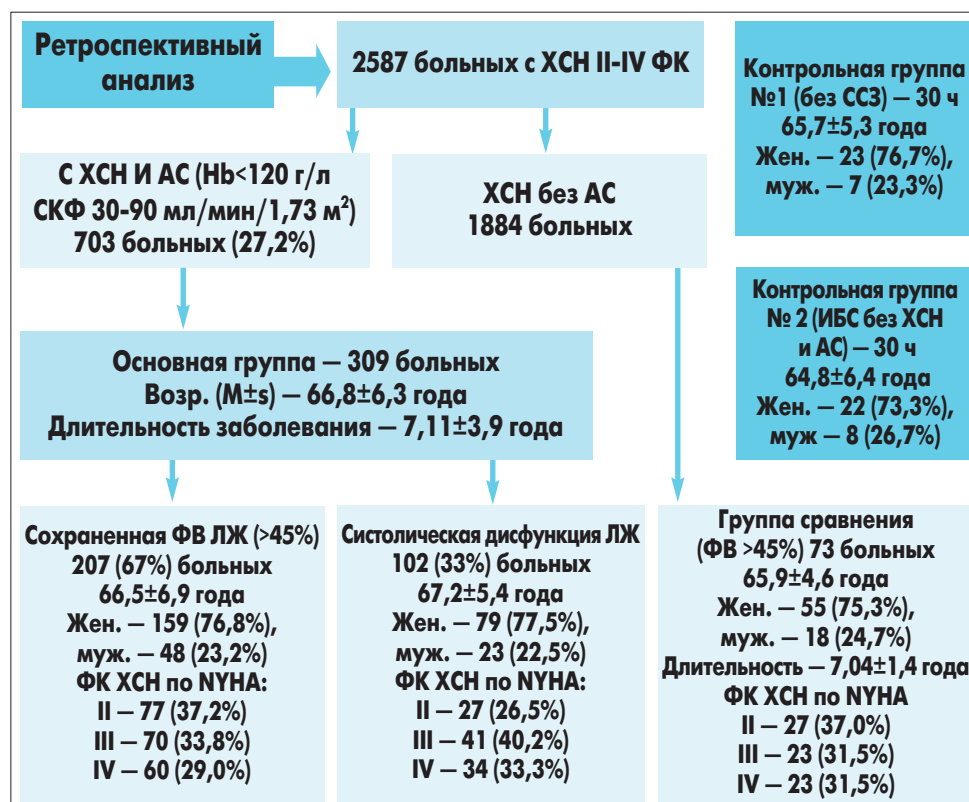 Ретроспективный
анализ
2587 больных с ХСН II-IV ФК
Контрольная группа
№1 (без ССЗ) — 30 ч
65,7±5,3 года
Жен. — 23 (76,7%),
муж. — 7 (23,3%)
С ХСН И АС (Hb<120 г/л
СКФ 30-90 мл/мин/1,73 м²)
703 больных (27,2%)
ХСН без АС
1884 больных
Контрольная группа
№ 2 (ИБС без ХСН
и АС) — 30 ч
64,8±6,4 года
Жен. — 22 (73,3%),
муж — 8 (26,7%)
Основная группа — 309 больных
Возр. (M±s) — 66,8±6,3 года
Длительность заболевания — 7,11±3,9 года
Сохраненная ФВ ЛЖ (>45%)
207 (67%) больных
66,5±6,9 года
Жен. — 159 (76,8%),
муж. — 48 (23,2%)
ФК ХСН по NYHA:
II — 77 (37,2%)
III — 70 (33,8%)
IV — 60 (29,0%)
Систолическая дисфункция ЛЖ
102 (33%) больных
67,2±5,4 года
Жен. — 79 (77,5%),
муж. — 23 (22,5%)
ФК ХСН по NYHA:
II — 27 (26,5%)
III — 41 (40,2%)
IV — 34 (33,3%)
Группа сравнения
(ФВ >45%) 73 больных
65,9±4,6 года
Жен. — 55 (75,3%),
муж. — 18 (24,7%)
Длительность — 7,04±1,4 года
ФК ХСН по NYHA
II — 27 (37,0%)
III — 23 (31,5%)
IV — 23 (31,5%)